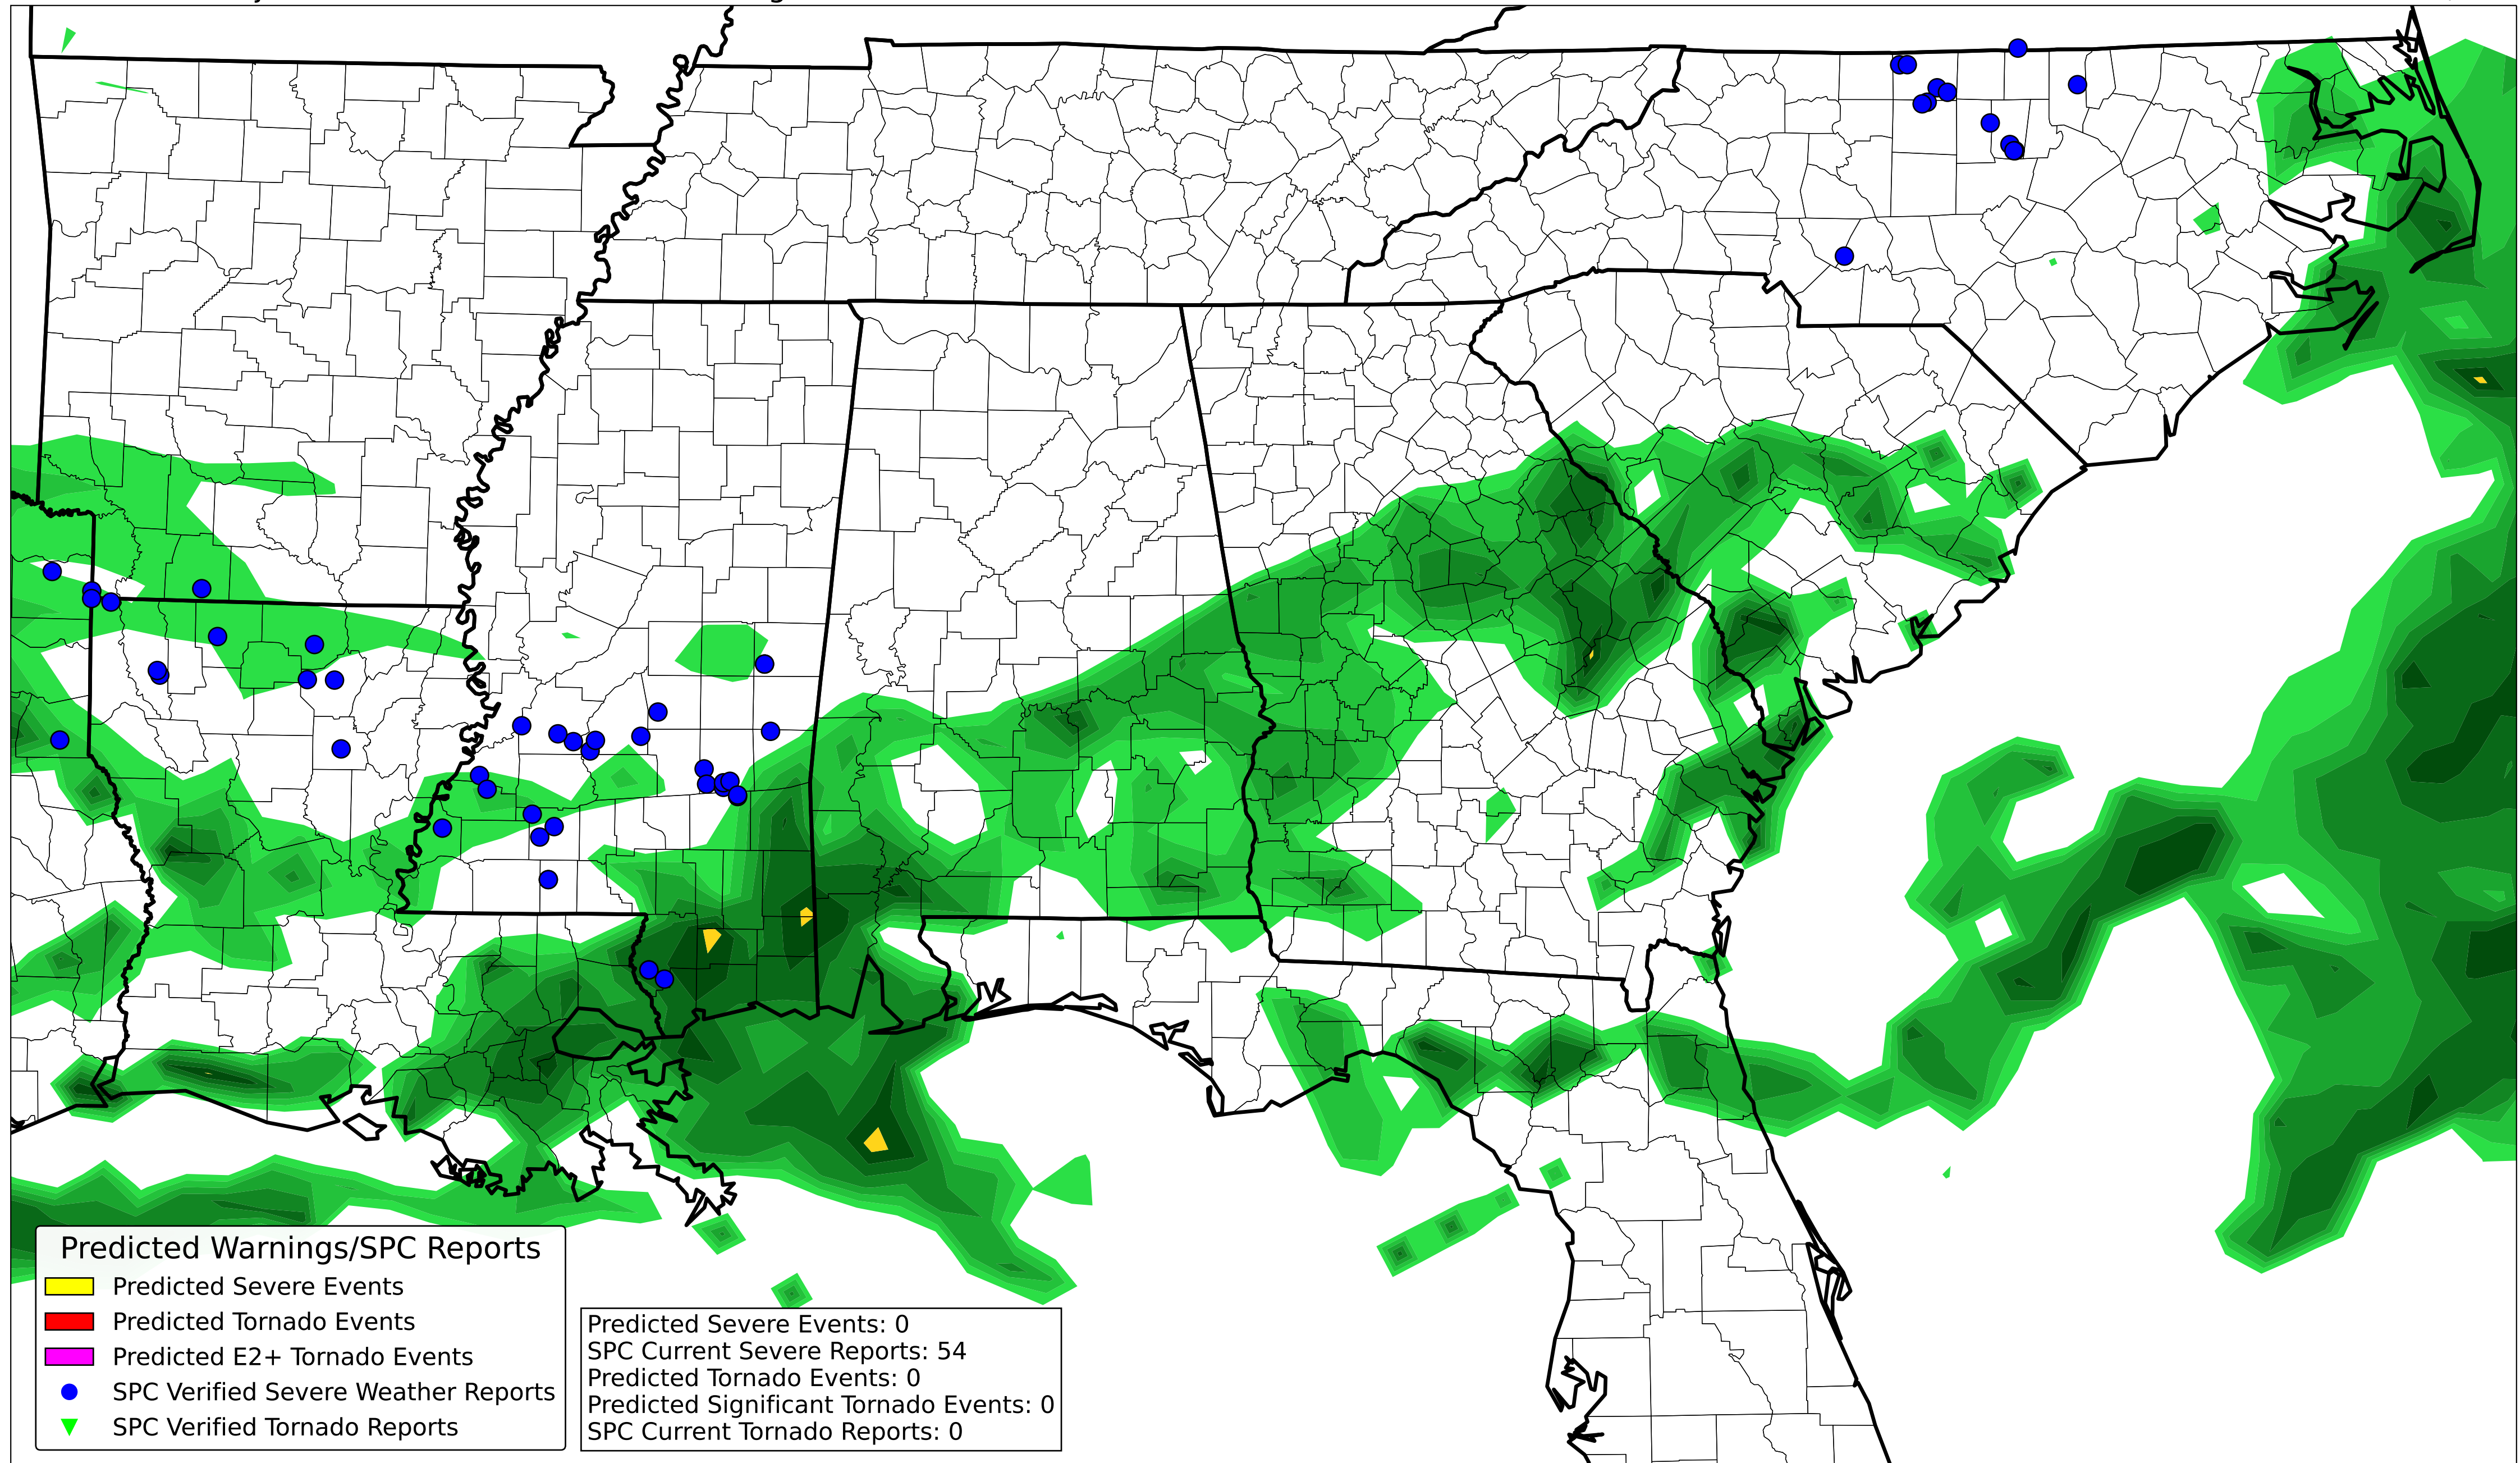 Predicted Warnings/SPC Reports
Predicted Severe Events
Predicted Tornado Events
Predicted E2+ Tornado Events
SPC Verified Severe Weather Reports
SPC Verified Tornado Reports
Predicted Severe Events: 0
SPC Current Severe Reports: 54
Predicted Tornado Events: 0
Predicted Significant Tornado Events: 0
SPC Current Tornado Reports: 0